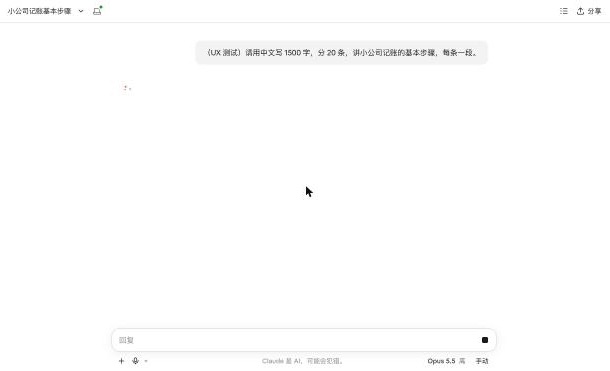 小公司记账基本步骤
分享
（UX 测试）请用中文写 1500 字，分 20 条，讲小公司记账的基本步骤，每条一段。
回复
Claude 是 AI，可能会犯错。
Opus 5.5 高 手动